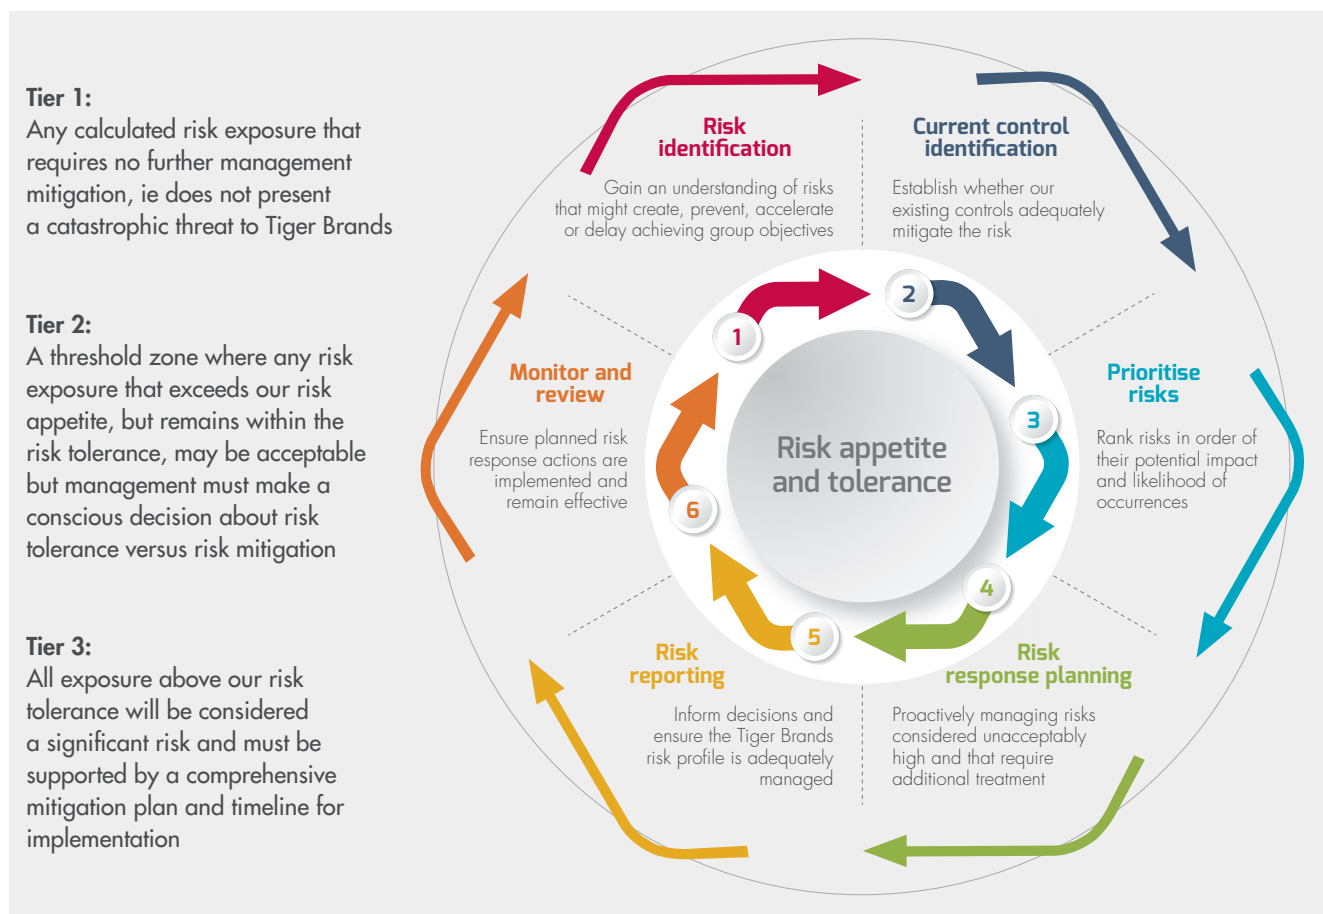 Tier 1:
Any calculated risk exposure that
requires no further management
mitigation, ie does not present
a catastrophic threat to Tiger Brands
Tier 2:
A threshold zone where any risk
exposure that exceeds our risk
appetite, but remains within the
risk tolerance, may be acceptable
but management must make a
conscious decision about risk
tolerance versus risk mitigation
Tier 3:
All exposure above our risk
tolerance will be considered
a significant risk and must be
supported by a comprehensive
mitigation plan and timeline for
implementation
Risk appetite
and tolerance
1
Risk
identification
Gain an understanding of risks
that might create, prevent, accelerate
or delay achieving group objectives
2
Current control
identification
Establish whether our
existing controls adequately
mitigate the risk
3
Prioritise
risks
Rank risks in order of
their potential impact
and likelihood of
occurrences
4
Risk
response planning
Proactively managing risks
considered unacceptably
high and that require
additional treatment
5
Risk
reporting
Inform decisions and
ensure the Tiger Brands
risk profile is adequately
managed
6
Monitor and
review
Ensure planned risk
response actions are
implemented and
remain effective